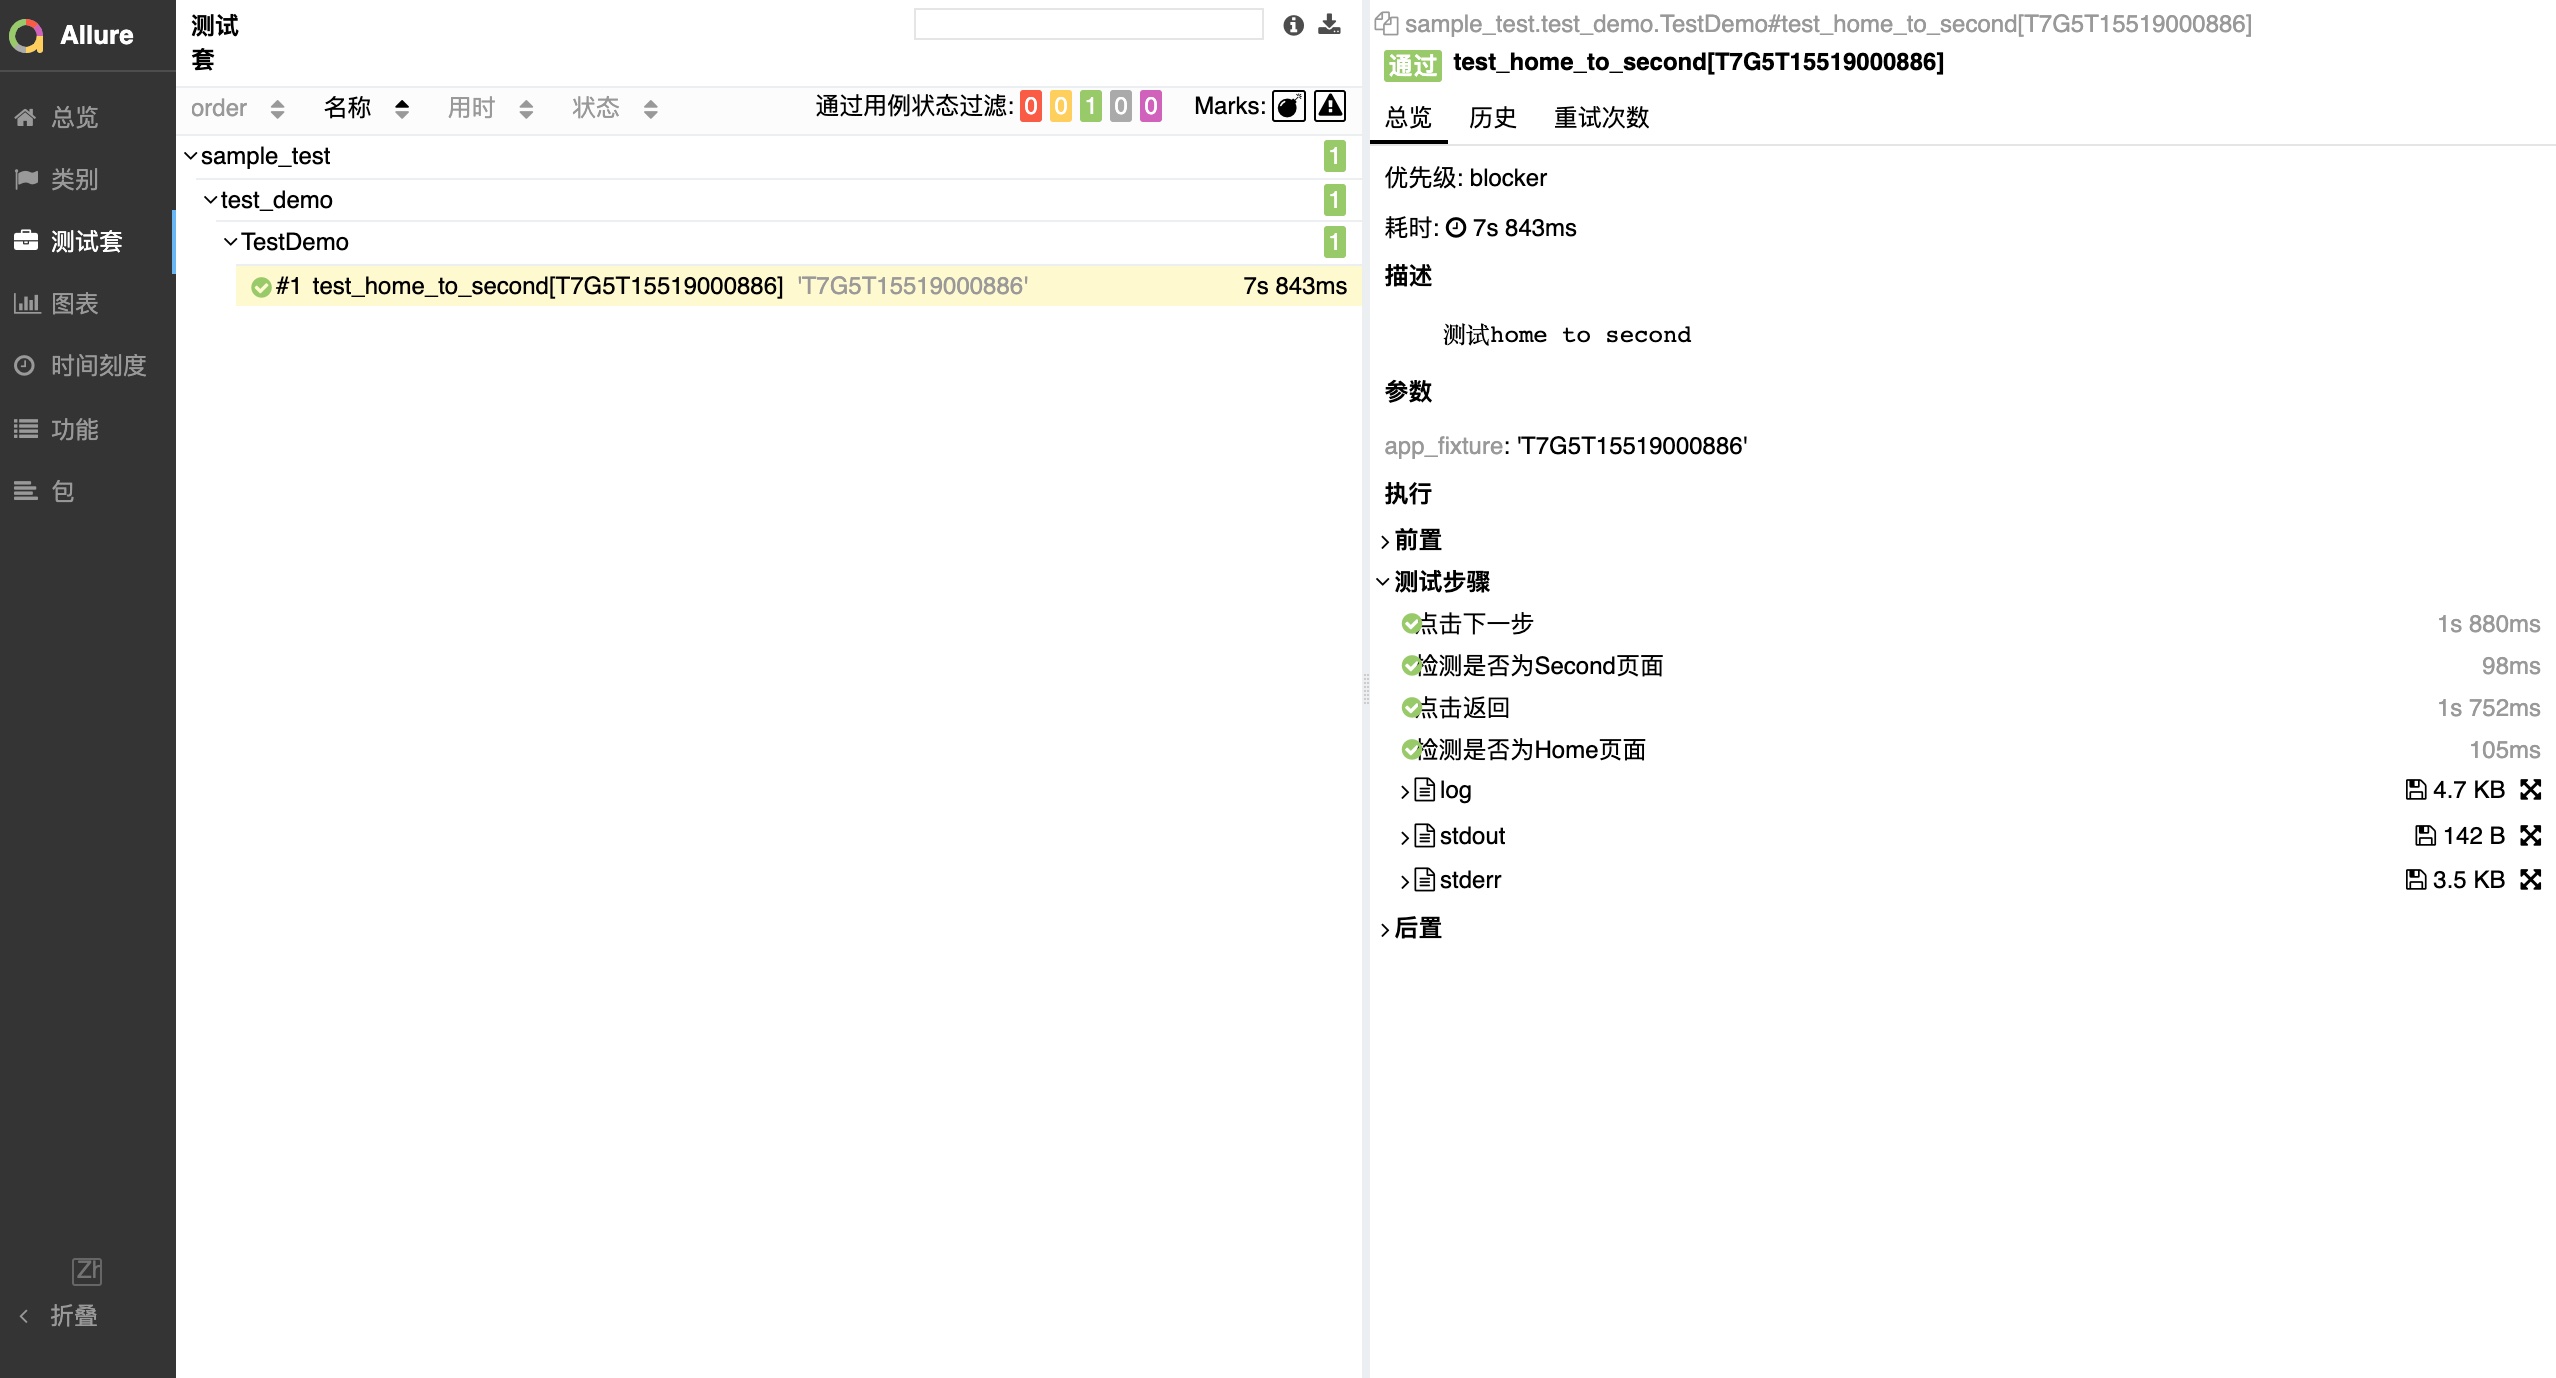 Allure
总览
类别
测试套
图表
时间刻度
功能
包
Zh
折叠
测试
套
order 名称 用时 状态 通过用例状态过滤: 0 0 1 0 0 Marks:
sample_test 1
test_demo 1
TestDemo 1
#1 test_home_to_second[T7G5T15519000886] 'T7G5T15519000886' 7s 843ms
sample_test.test_demo.TestDemo#test_home_to_second[T7G5T15519000886]
通过 test_home_to_second[T7G5T15519000886]
总览 历史 重试次数
优先级: blocker
耗时: 7s 843ms
描述
测试home to second
参数
app_fixture: 'T7G5T15519000886'
执行
前置
测试步骤
点击下一步 1s 880ms
检测是否为Second页面 98ms
点击返回 1s 752ms
检测是否为Home页面 105ms
log 4.7 KB
stdout 142 B
stderr 3.5 KB
后置